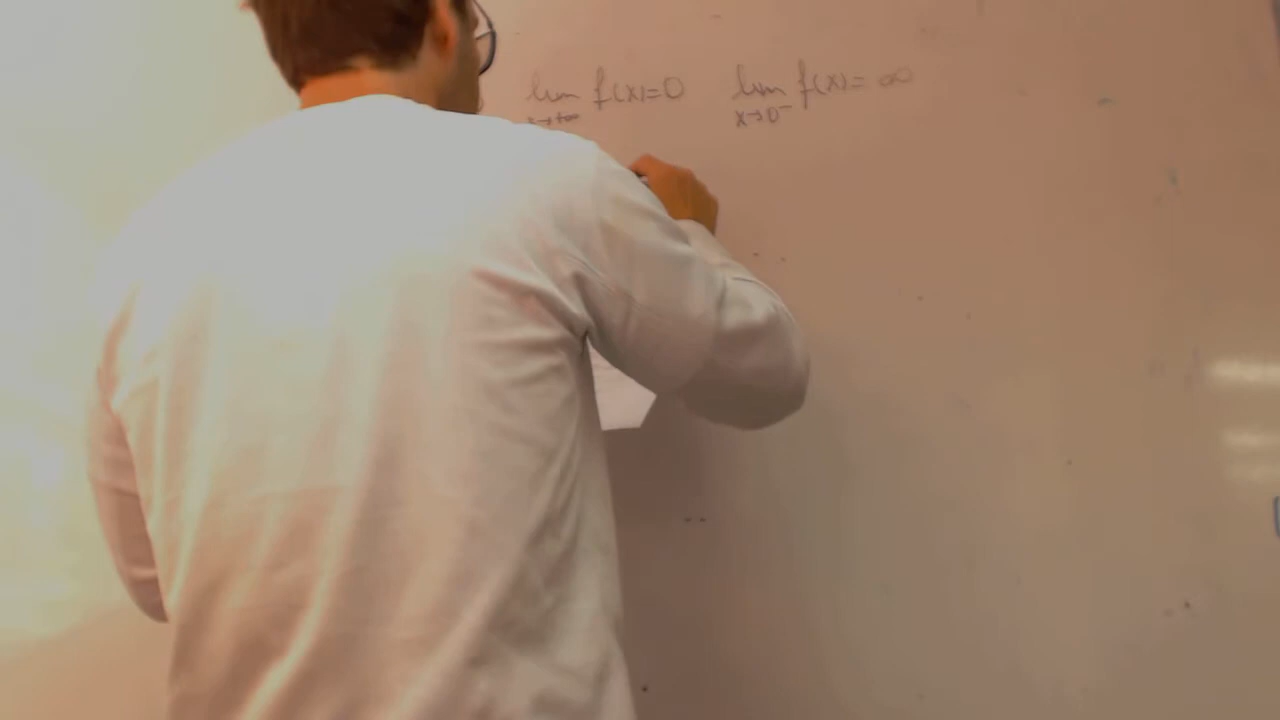 lim f(x)=0 lim f(x)= ∞
x→+∞ x→0⁻